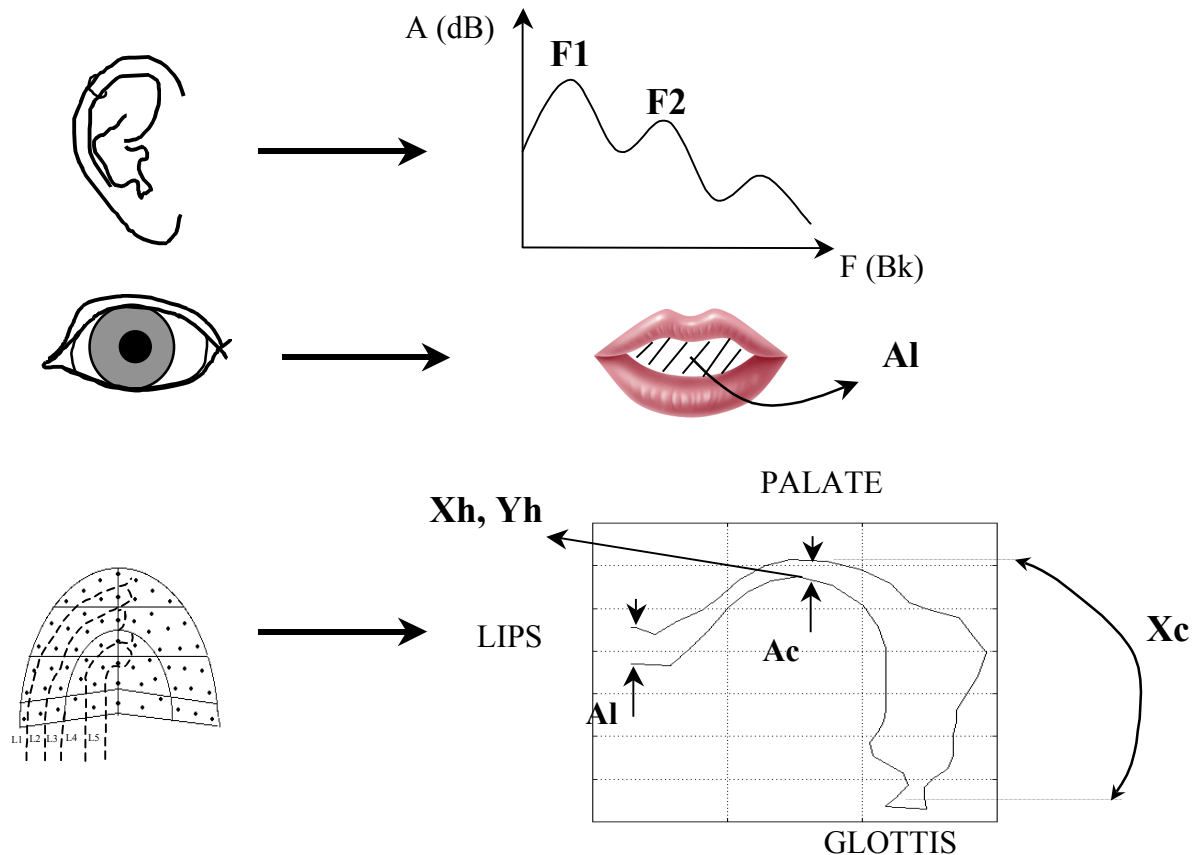 A (dB)
F1
F2
F (Bk)
Al
PALATE
Xh, Yh
LIPS
Ac
Xc
Al
L1 L2 L3 L4 L5
GLOTTIS